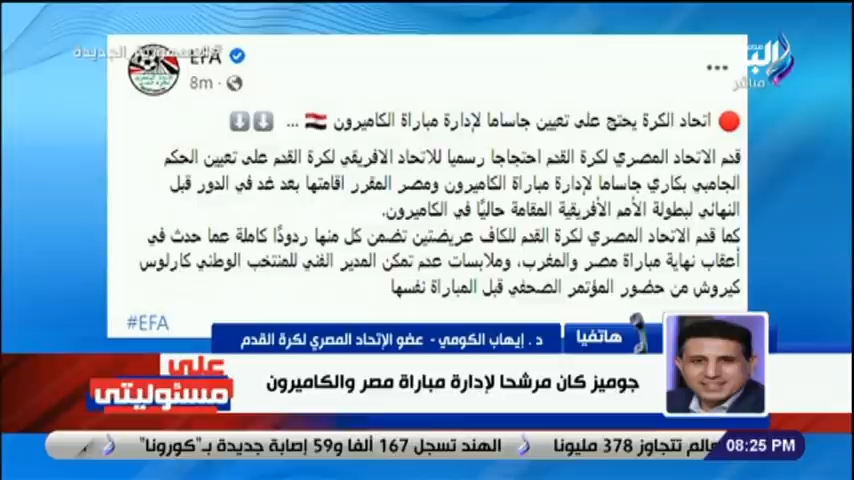 #الجمهورية الجديدة
البلد
مباشر
EFA
8m
اتحاد الكرة يحتج على تعيين جاساما لإدارة مباراة الكاميرون ...
قدم الاتحاد المصري لكرة القدم احتجاجا رسميا للاتحاد الافريقي لكرة القدم على تعيين الحكم
الجامبي بكاري جاساما لإدارة مباراة الكاميرون ومصر المقرر اقامتها بعد غد في الدور قبل
النهائي لبطولة الأمم الأفريقية المقامة حاليًا في الكاميرون.
كما قدم الاتحاد المصري لكرة القدم للكاف عريضتين تضمن كل منها ردودًا كاملة عما حدث في
أعقاب نهاية مباراة مصر والمغرب، وملابسات عدم تمكن المدير الفني للمنتخب الوطني كارلوس
كيروش من حضور المؤتمر الصحفي قبل المباراة نفسها
#EFA
هاتفيا
د . إيهاب الكومي - عضو الإتحاد المصري لكرة القدم
على مسئوليتي
جوميز كان مرشحا لإدارة مباراة مصر والكاميرون
08:25 PM
عالم تتجاوز 378 مليونا الهند تسجل 167 ألفا و59 إصابة جديدة بـ"كورونا"